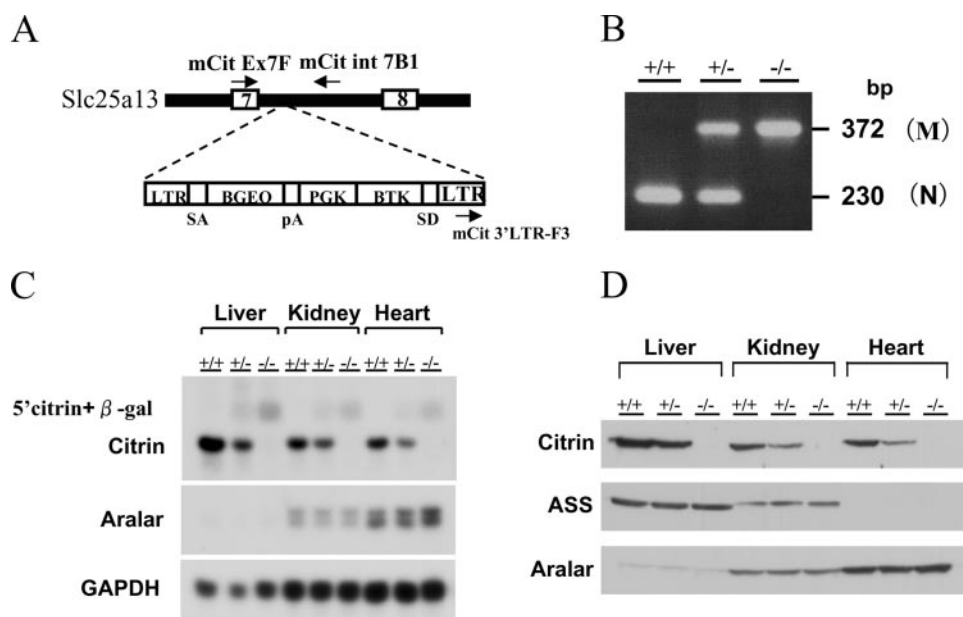 A
mCit Ex7F
mCit int 7B1
Slc25a13
7
8
LTR
BGEO
PGK
BTK
LTR
SA
pA
SD
mCit 3'LTR-F3
B
+/+ +/- -/-
bp
372 (M)
230 (N)
C
Liver Kidney Heart
+/+ +/- -/- +/+ +/- -/- +/+ +/- -/-
5'citrin+ β-gal
Citrin
Aralar
GAPDH
D
Liver Kidney Heart
+/+ +/- -/- +/+ +/- -/- +/+ +/- -/-
Citrin
ASS
Aralar